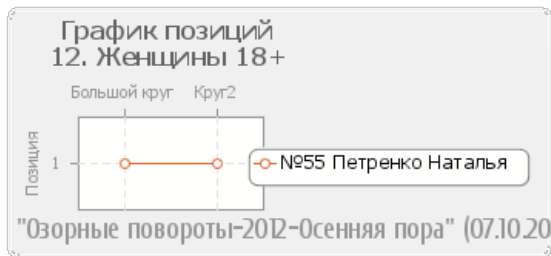 График позиций
12. Женщины 18+
Большой круг Круг2
Позиция
1
№55 Петренко Наталья
"Озорные повороты-2012-Осенняя пора" (07.10.20